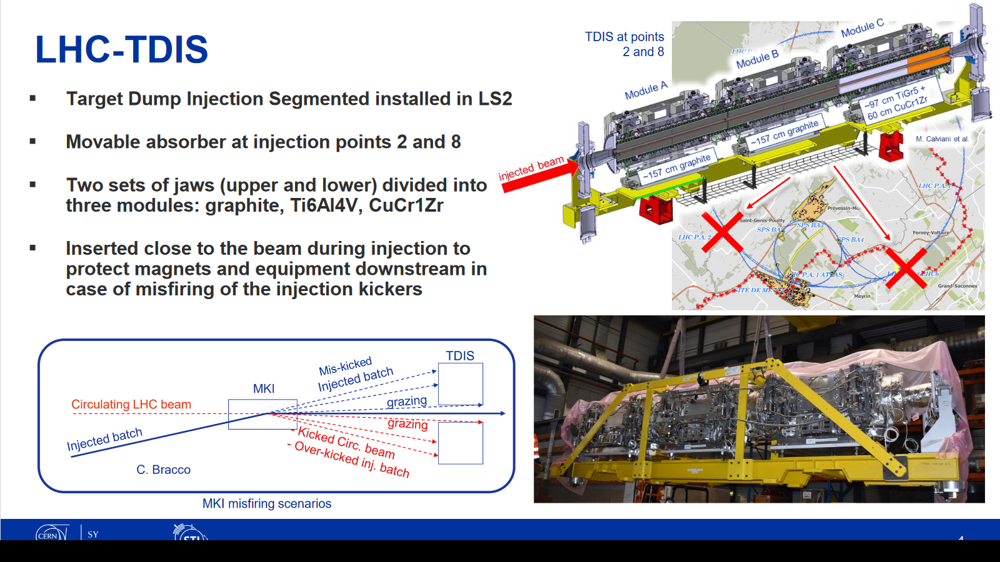 LHC-TDIS
▪ Target Dump Injection Segmented installed in LS2
▪ Movable absorber at injection points 2 and 8
▪ Two sets of jaws (upper and lower) divided into
three modules: graphite, Ti6Al4V, CuCr1Zr
▪ Inserted close to the beam during injection to
protect magnets and equipment downstream in
case of misfiring of the injection kickers
TDIS at points
2 and 8
Module A
Module B
Module C
injected beam
~157 cm graphite
~157 cm graphite
~97 cm TiGr5 +
60 cm CuCr1Zr
M. Calviani et al.
LHC P.A. 7
Prévessin-Mo
Saint-Genis-Pouilly
SPS BA3
SPS BA
SPS BA4
LHC P.A. 2
Ferney-Voltaire
P.A. 1 ATLAS
SITE DE ME
Grand-Saconnex
Meyrin
TDIS
Mis-kicked
Injected batch
MKI
grazing
Circulating LHC beam
grazing
Injected batch
- Kicked Circ. beam
- Over-kicked inj. batch
C. Bracco
MKI misfiring scenarios
CERN
SY
STI
4